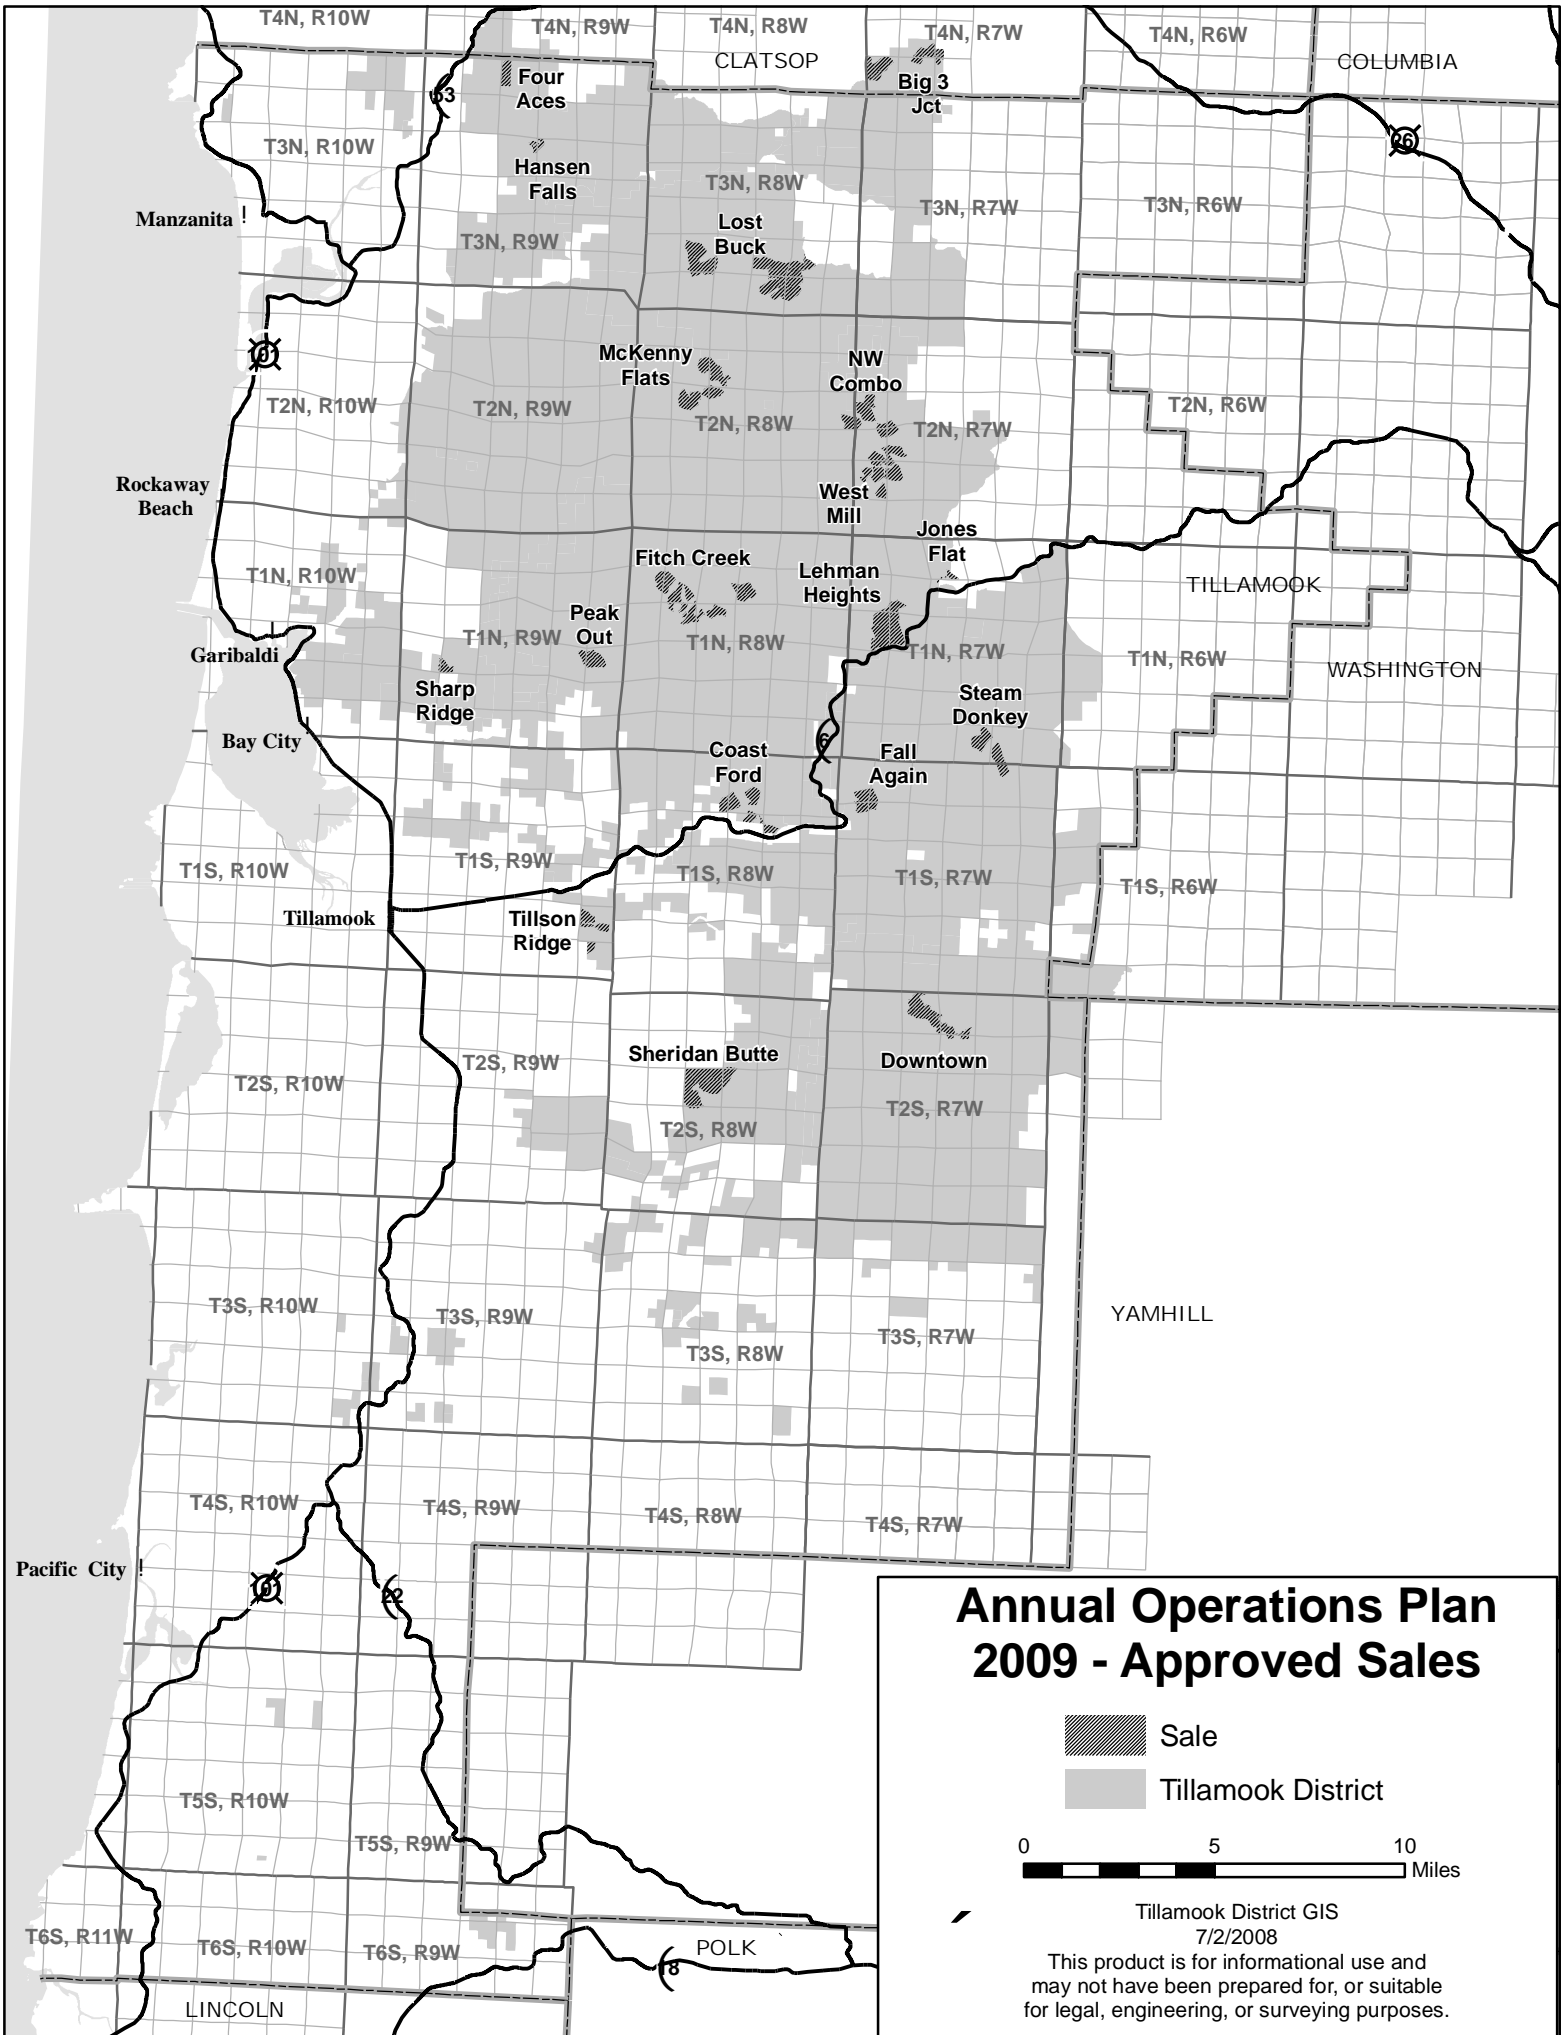 T4N, R10W
T4N, R9W
T4N, R8W
T4N, R7W
T4N, R6W
CLATSOP
COLUMBIA
Four
Aces
Big 3
Jct
53
26
T3N, R10W
Hansen
Falls
T3N, R8W
T3N, R7W
T3N, R6W
Manzanita
T3N, R9W
Lost
Buck
101
McKenny
Flats
NW
Combo
T2N, R10W
T2N, R9W
T2N, R8W
T2N, R7W
T2N, R6W
Rockaway
Beach
West
Mill
Jones
Flat
T1N, R10W
Fitch Creek
Lehman
Heights
TILLAMOOK
Peak
Out
T1N, R9W
T1N, R8W
T1N, R7W
T1N, R6W
WASHINGTON
Garibaldi
Sharp
Ridge
Steam
Donkey
Bay City
6
Coast
Ford
Fall
Again
T1S, R10W
T1S, R9W
T1S, R8W
T1S, R7W
T1S, R6W
Tillamook
Tillson
Ridge
T2S, R10W
T2S, R9W
Sheridan Butte
Downtown
T2S, R8W
T2S, R7W
T3S, R10W
T3S, R9W
T3S, R8W
T3S, R7W
YAMHILL
T4S, R10W
T4S, R9W
T4S, R8W
T4S, R7W
Pacific City
101
22
T5S, R10W
T5S, R9W
T6S, R11W
T6S, R10W
T6S, R9W
POLK
18
LINCOLN
Annual Operations Plan
2009 - Approved Sales
Sale
Tillamook District
0 5 10
Miles
Tillamook District GIS
7/2/2008
This product is for informational use and
may not have been prepared for, or suitable
for legal, engineering, or surveying purposes.